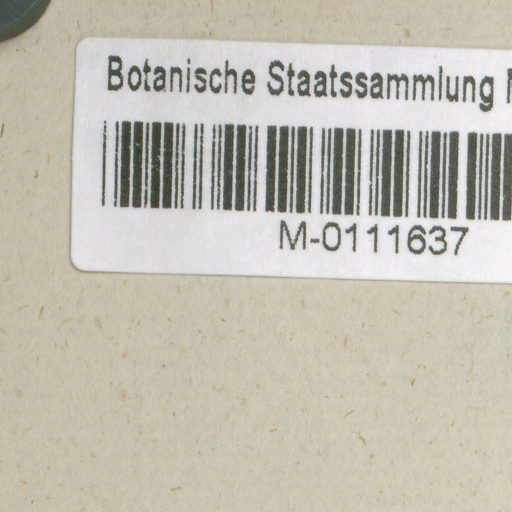 Botanische Staatssammlung
M-0111637